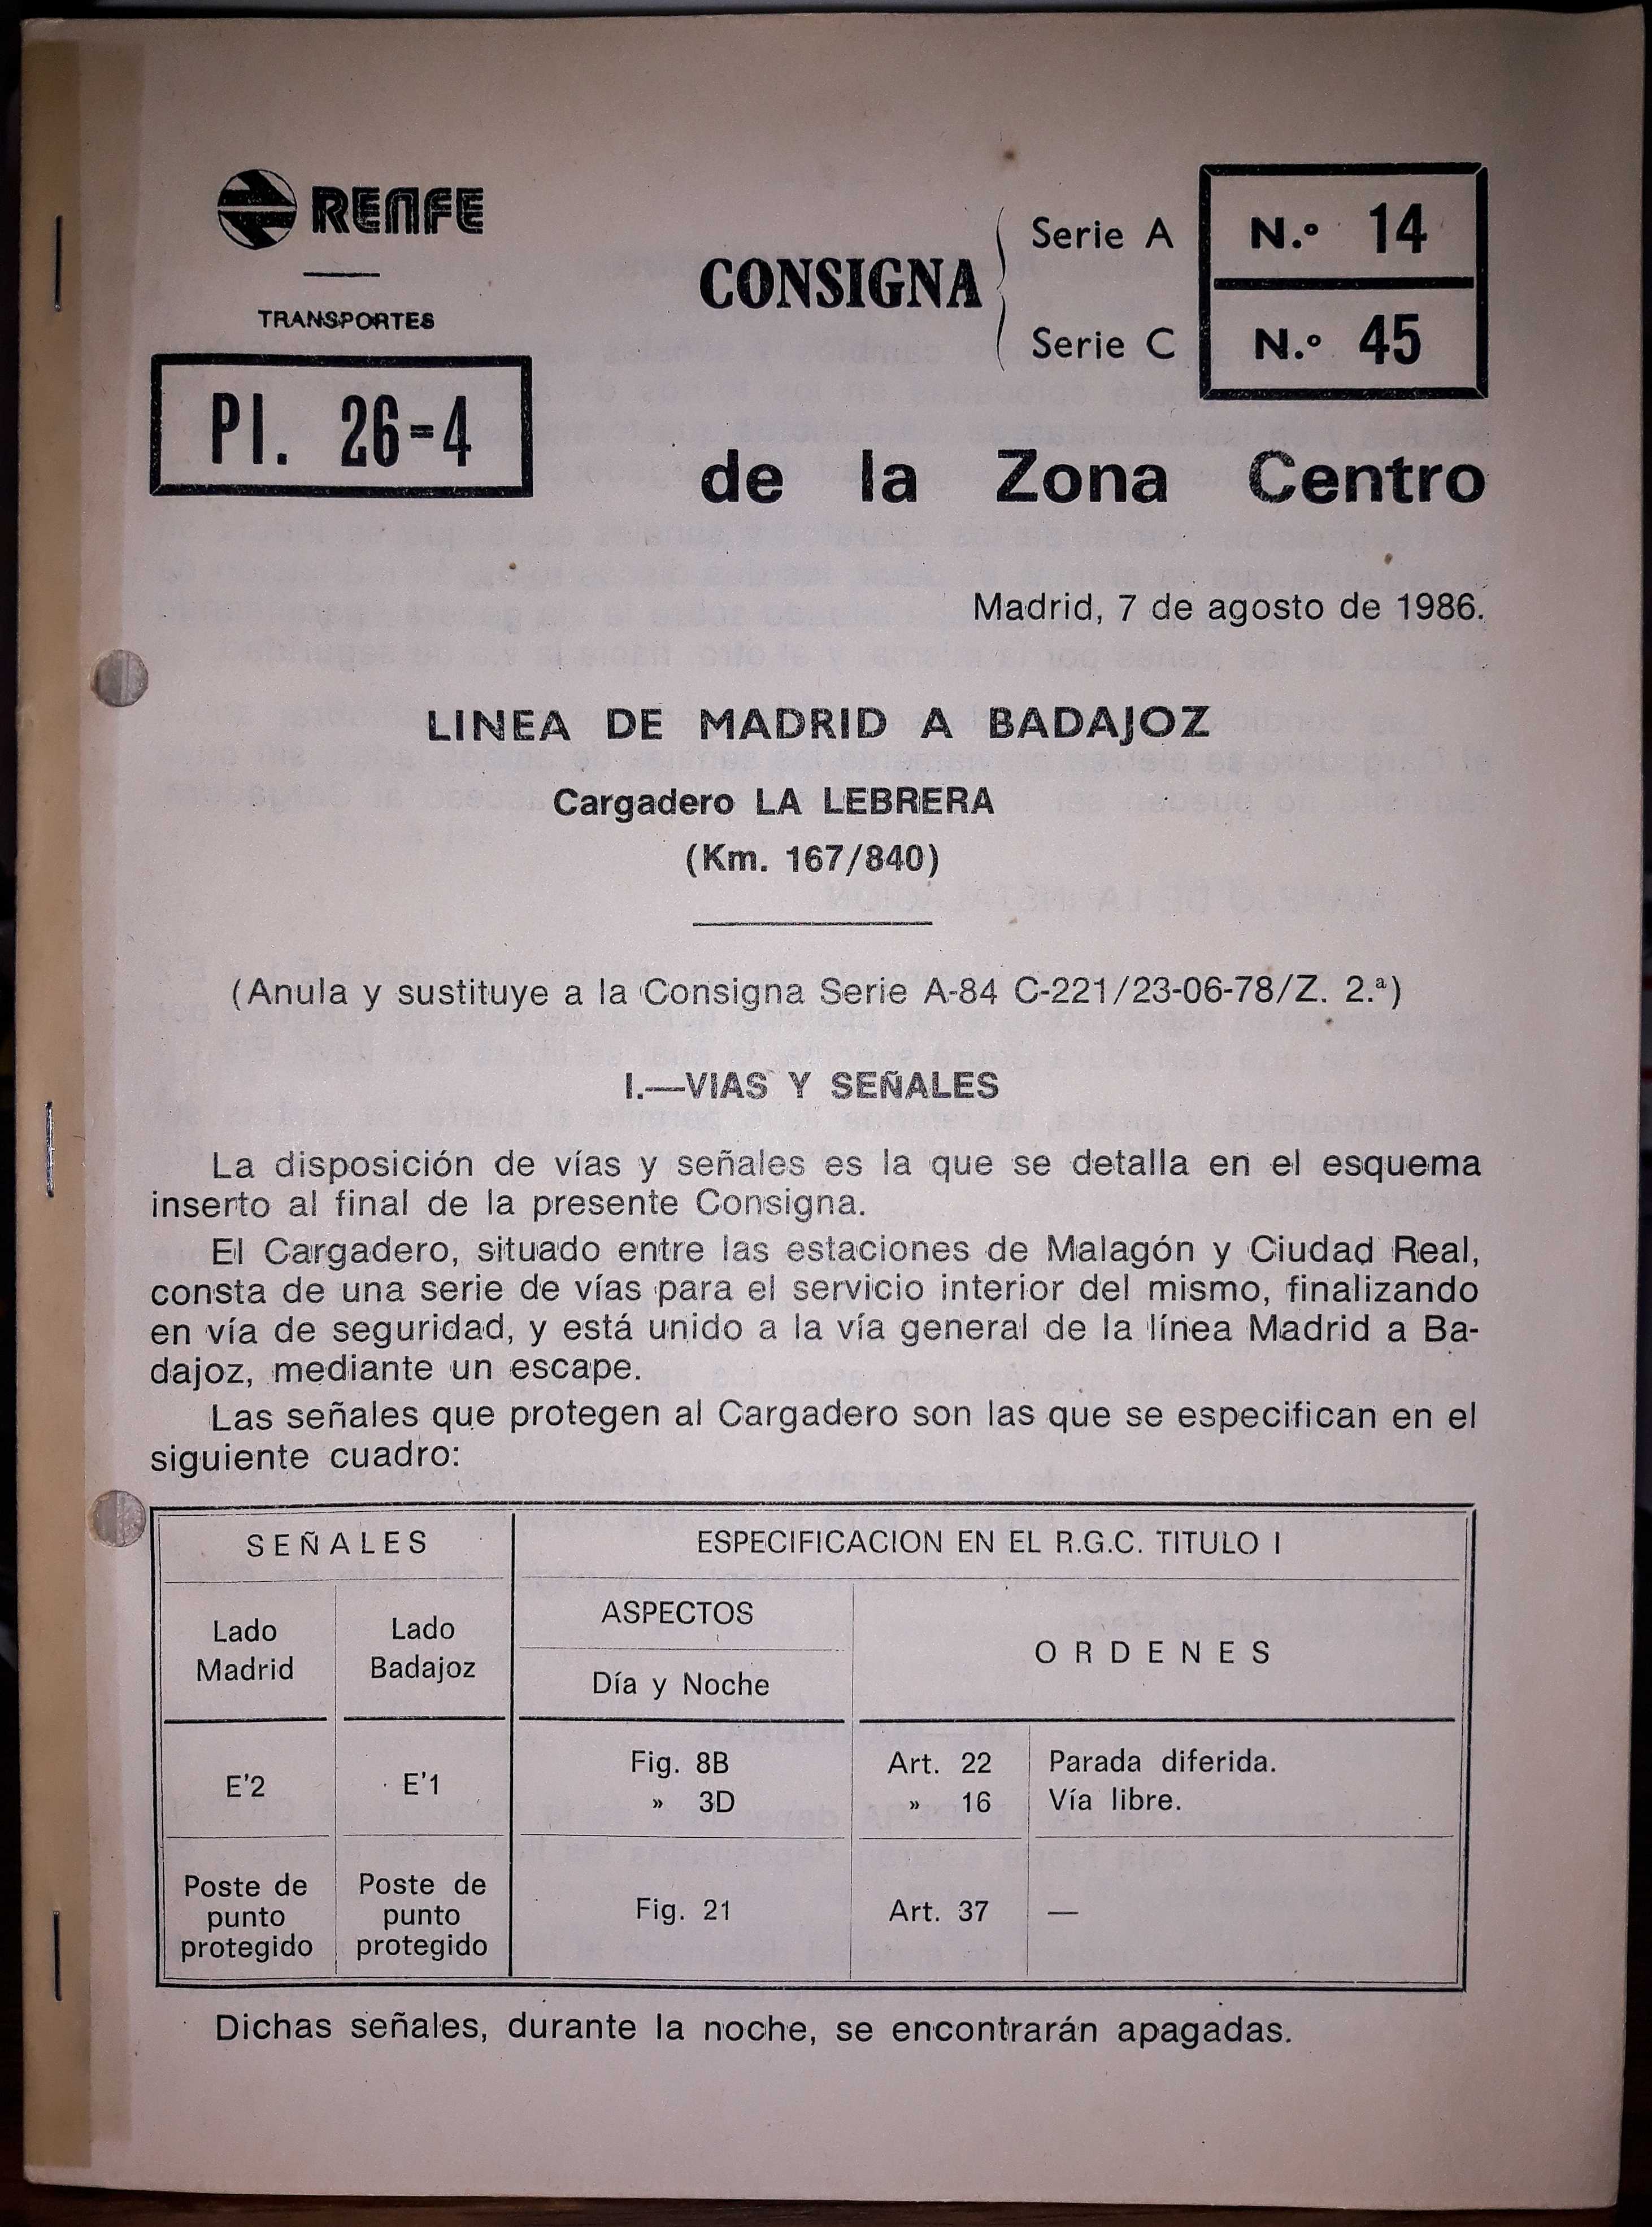 RENFE
TRANSPORTES
PI. 26-4
CONSIGNA
Serie A N.º 14
Serie C N.º 45
de la Zona Centro
Madrid, 7 de agosto de 1986.
LINEA DE MADRID A BADAJOZ
Cargadero LA LEBRERA
(Km. 167/840)
(Anula y sustituye a la Consigna Serie A-84 C-221/23-06-78/Z. 2.ª)
I.—VIAS Y SEÑALES
La disposición de vías y señales es la que se detalla en el esquema
inserto al final de la presente Consigna.
El Cargadero, situado entre las estaciones de Malagón y Ciudad Real,
consta de una serie de vías para el servicio interior del mismo, finalizando
en vía de seguridad, y está unido a la vía general de la línea Madrid a Ba-
dajoz, mediante un escape.
Las señales que protegen al Cargadero son las que se especifican en el
siguiente cuadro:
SEÑALES
ESPECIFICACION EN EL R.G.C. TITULO I
Lado
Madrid
Lado
Badajoz
ASPECTOS
Día y Noche
ORDENES
E'2
E'1
Fig. 8B
» 3D
Art. 22
» 16
Parada diferida.
Vía libre.
Poste de
punto
protegido
Poste de
punto
protegido
Fig. 21
Art. 37
—
Dichas señales, durante la noche, se encontrarán apagadas.